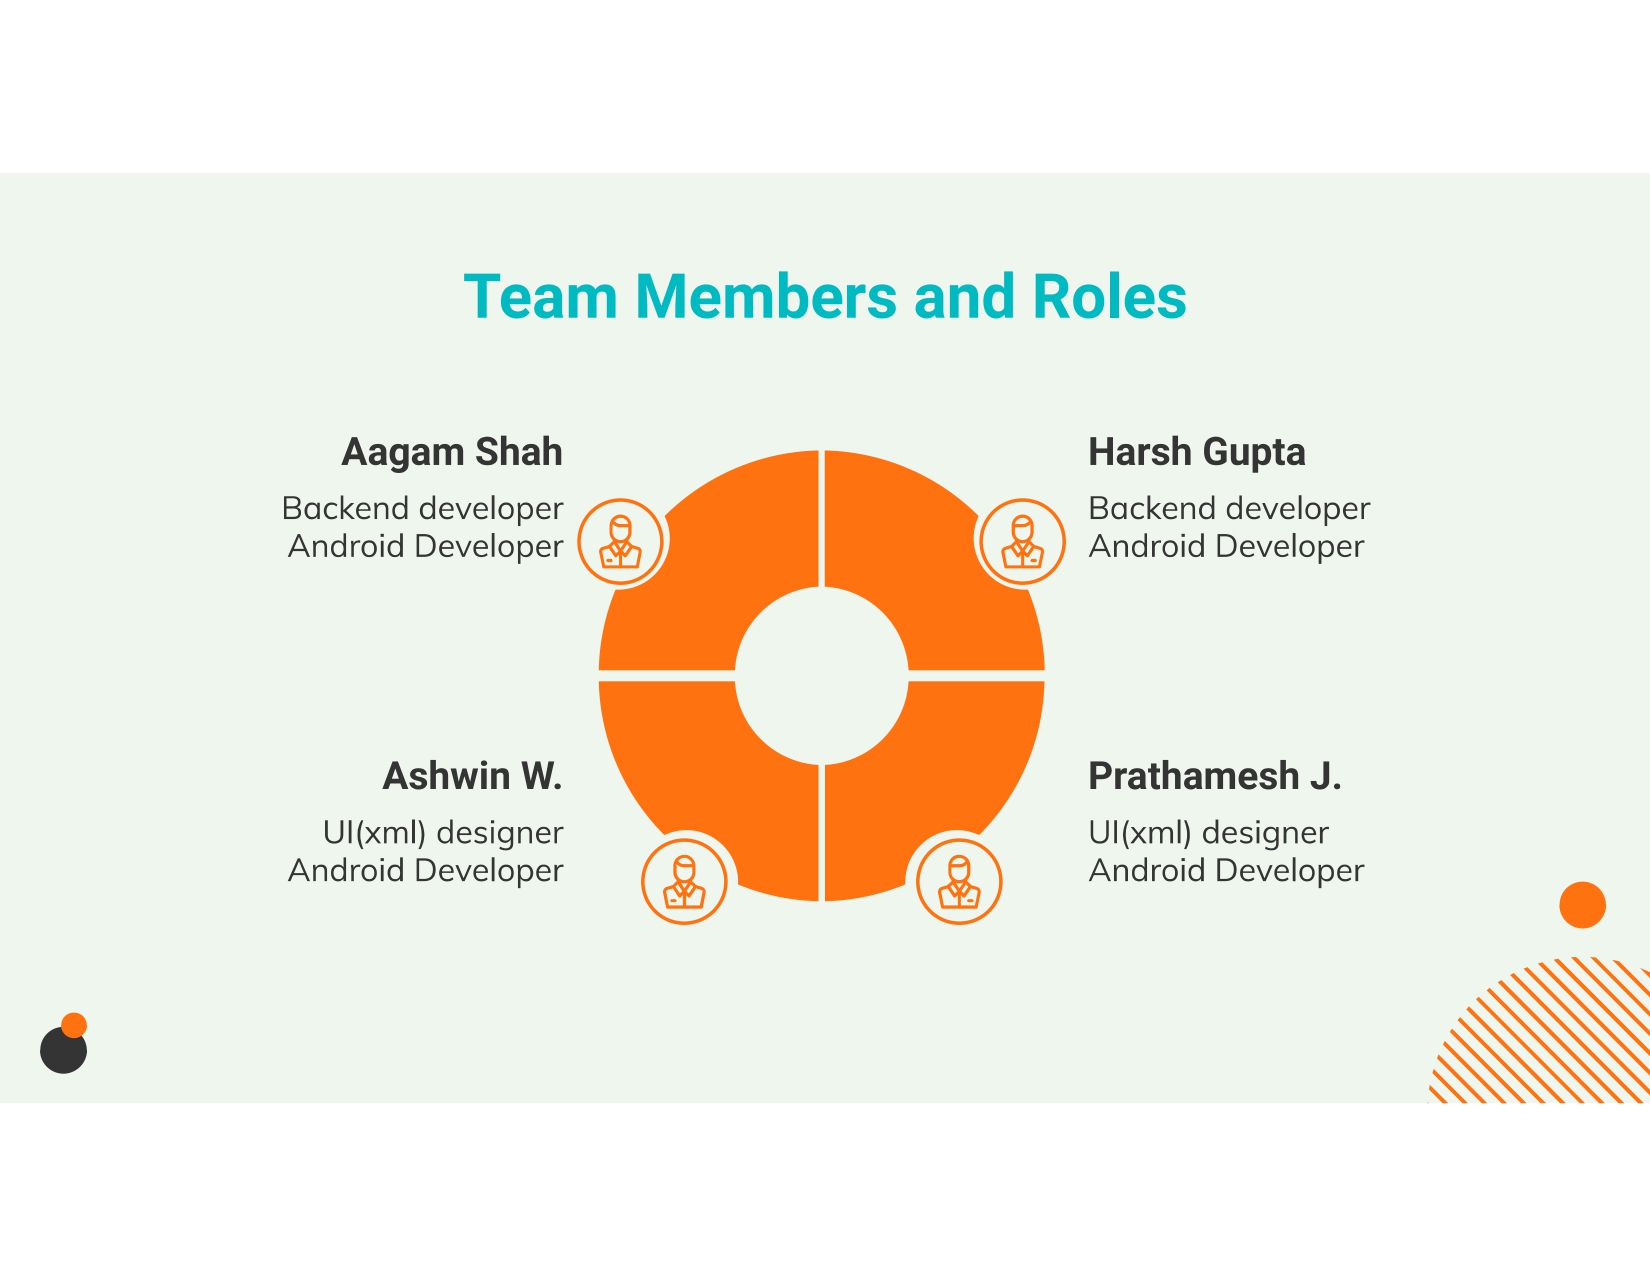 Team Members and Roles
Aagam Shah
Backend developer
Android Developer
Harsh Gupta
Backend developer
Android Developer
Ashwin W.
UI(xml) designer
Android Developer
Prathamesh J.
UI(xml) designer
Android Developer